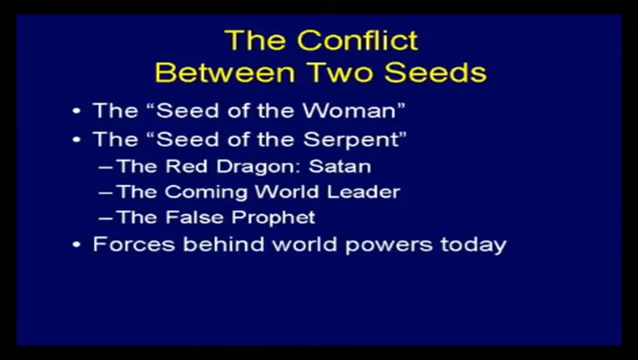 The Conflict
Between Two Seeds
• The “Seed of the Woman”
• The “Seed of the Serpent”
–The Red Dragon: Satan
–The Coming World Leader
–The False Prophet
• Forces behind world powers today